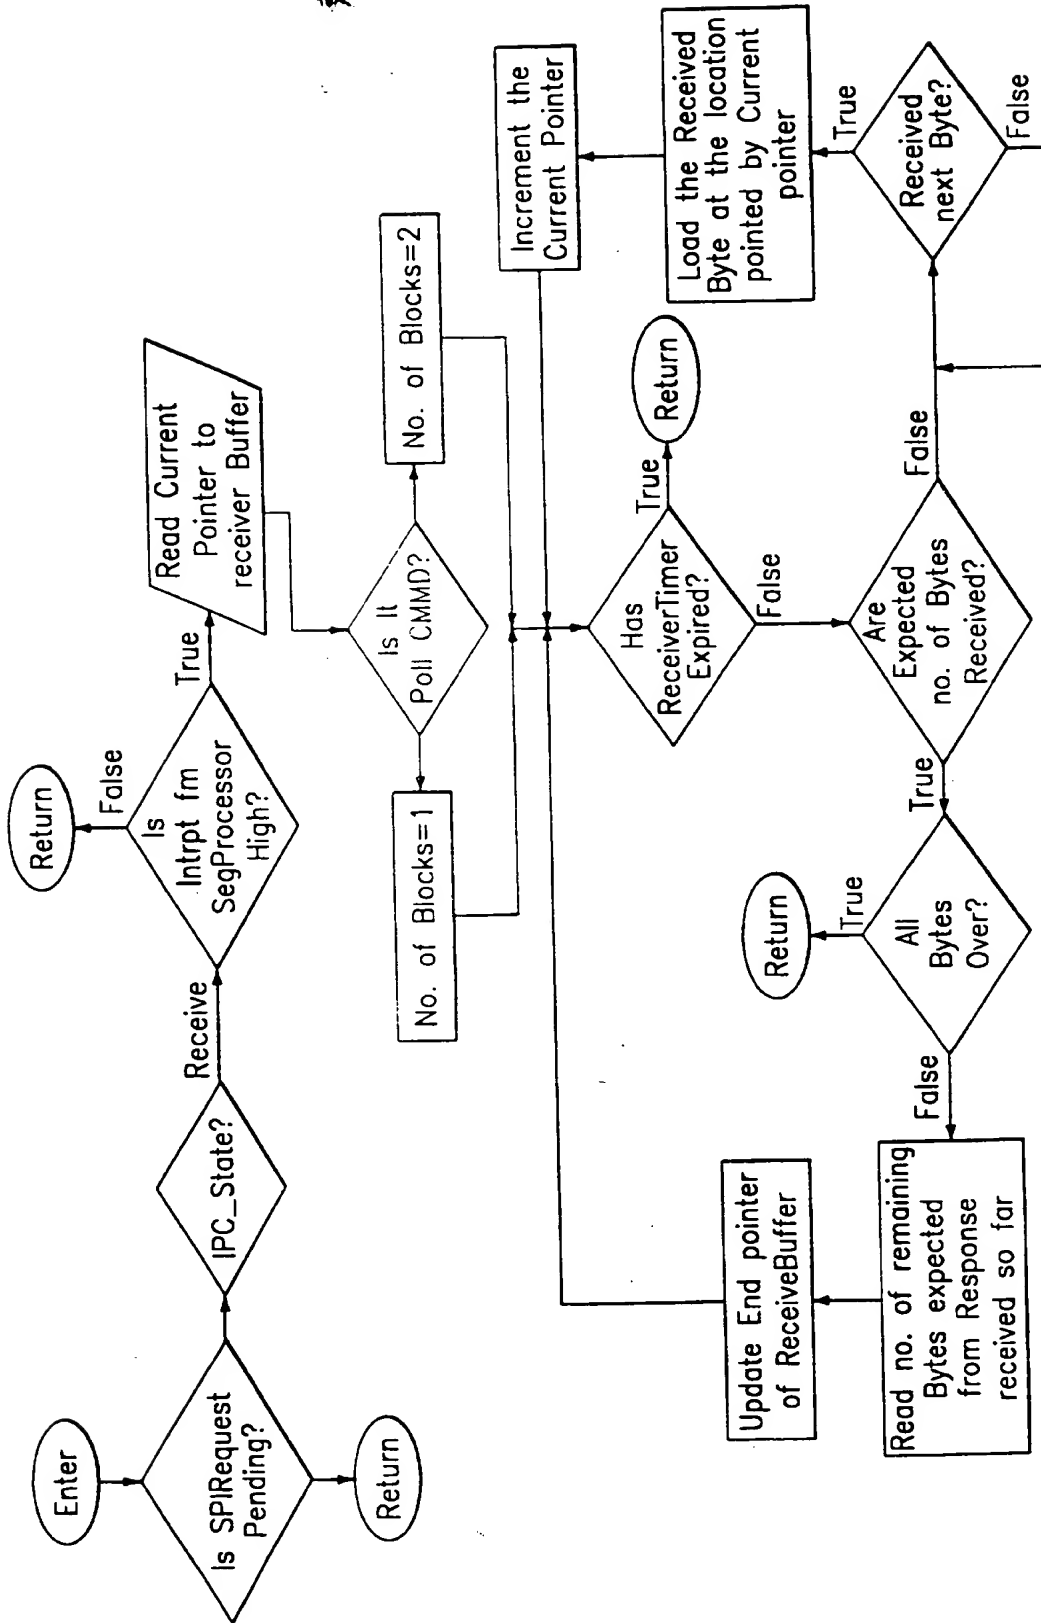 Enter
Is SPIRequest
Pending?
Return
IPC_State?
Receive
Is
Intrpt fm
SegProcessor
High?
False
Return
True
Read Current
Pointer to
receiver Buffer
Is It
Poll CMMD?
No. of Blocks=1
No. of Blocks=2
Increment the
Current Pointer
Has
ReceiverTimer
Expired?
True
Return
False
Are
Expected
no. of Bytes
Received?
True
False
All
Bytes
Over?
True
Return
False
Read no. of remaining
Bytes expected
from Response
received so far
Update End pointer
of ReceiveBuffer
Received
next Byte?
True
False
Load the Received
Byte at the location
pointed by Current
pointer